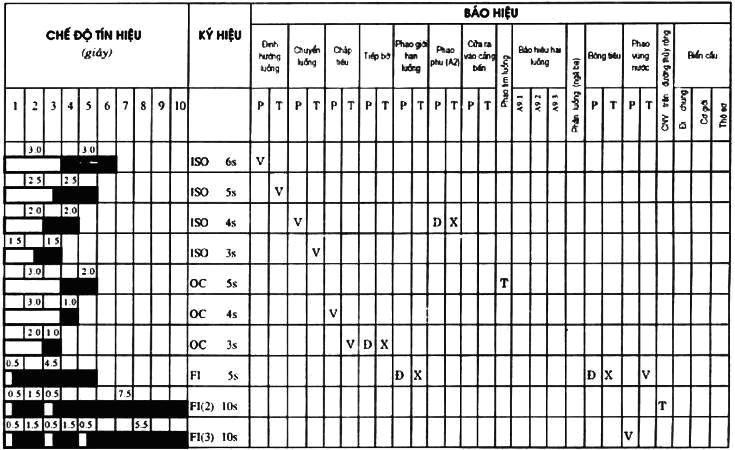 BÁO HIỆU
CHẾ ĐỘ TÍN HIỆU
(giây)
KÝ HIỆU
Định hướng luồng
Chuyển luồng
Chập tiêu
Tiếp bờ
Phao giới hạn luồng
Phao phụ (A2)
Cửa ra vào cảng bến
Phao tim luồng
Báo hiệu hai luồng
Phân luồng (ngã ba)
Bông tiêu
Phao vùng nước
CNV trên đường thủy rộng
Biển cầu
1 2 3 4 5 6 7 8 9 10
P T P T P T P T P T P T P T A9.1 A9.2 A9.3 P T P T chung Cơ giới Thô sơ
3.0 3.0
ISO 6s V
2.5 2.5
ISO 5s V
2.0 2.0
ISO 4s V Đ X
1.5 1.5
ISO 3s V
3.0 2.0
OC 5s T
3.0 1.0
OC 4s V
2.0 1.0
OC 3s V Đ X
0.5 4.5
FI 5s Đ X Đ X V
0.5 1.5 0.5 7.5
FI(2) 10s T
0.5 1.5 0.5 1.5 0.5 5.5
FI(3) 10s V